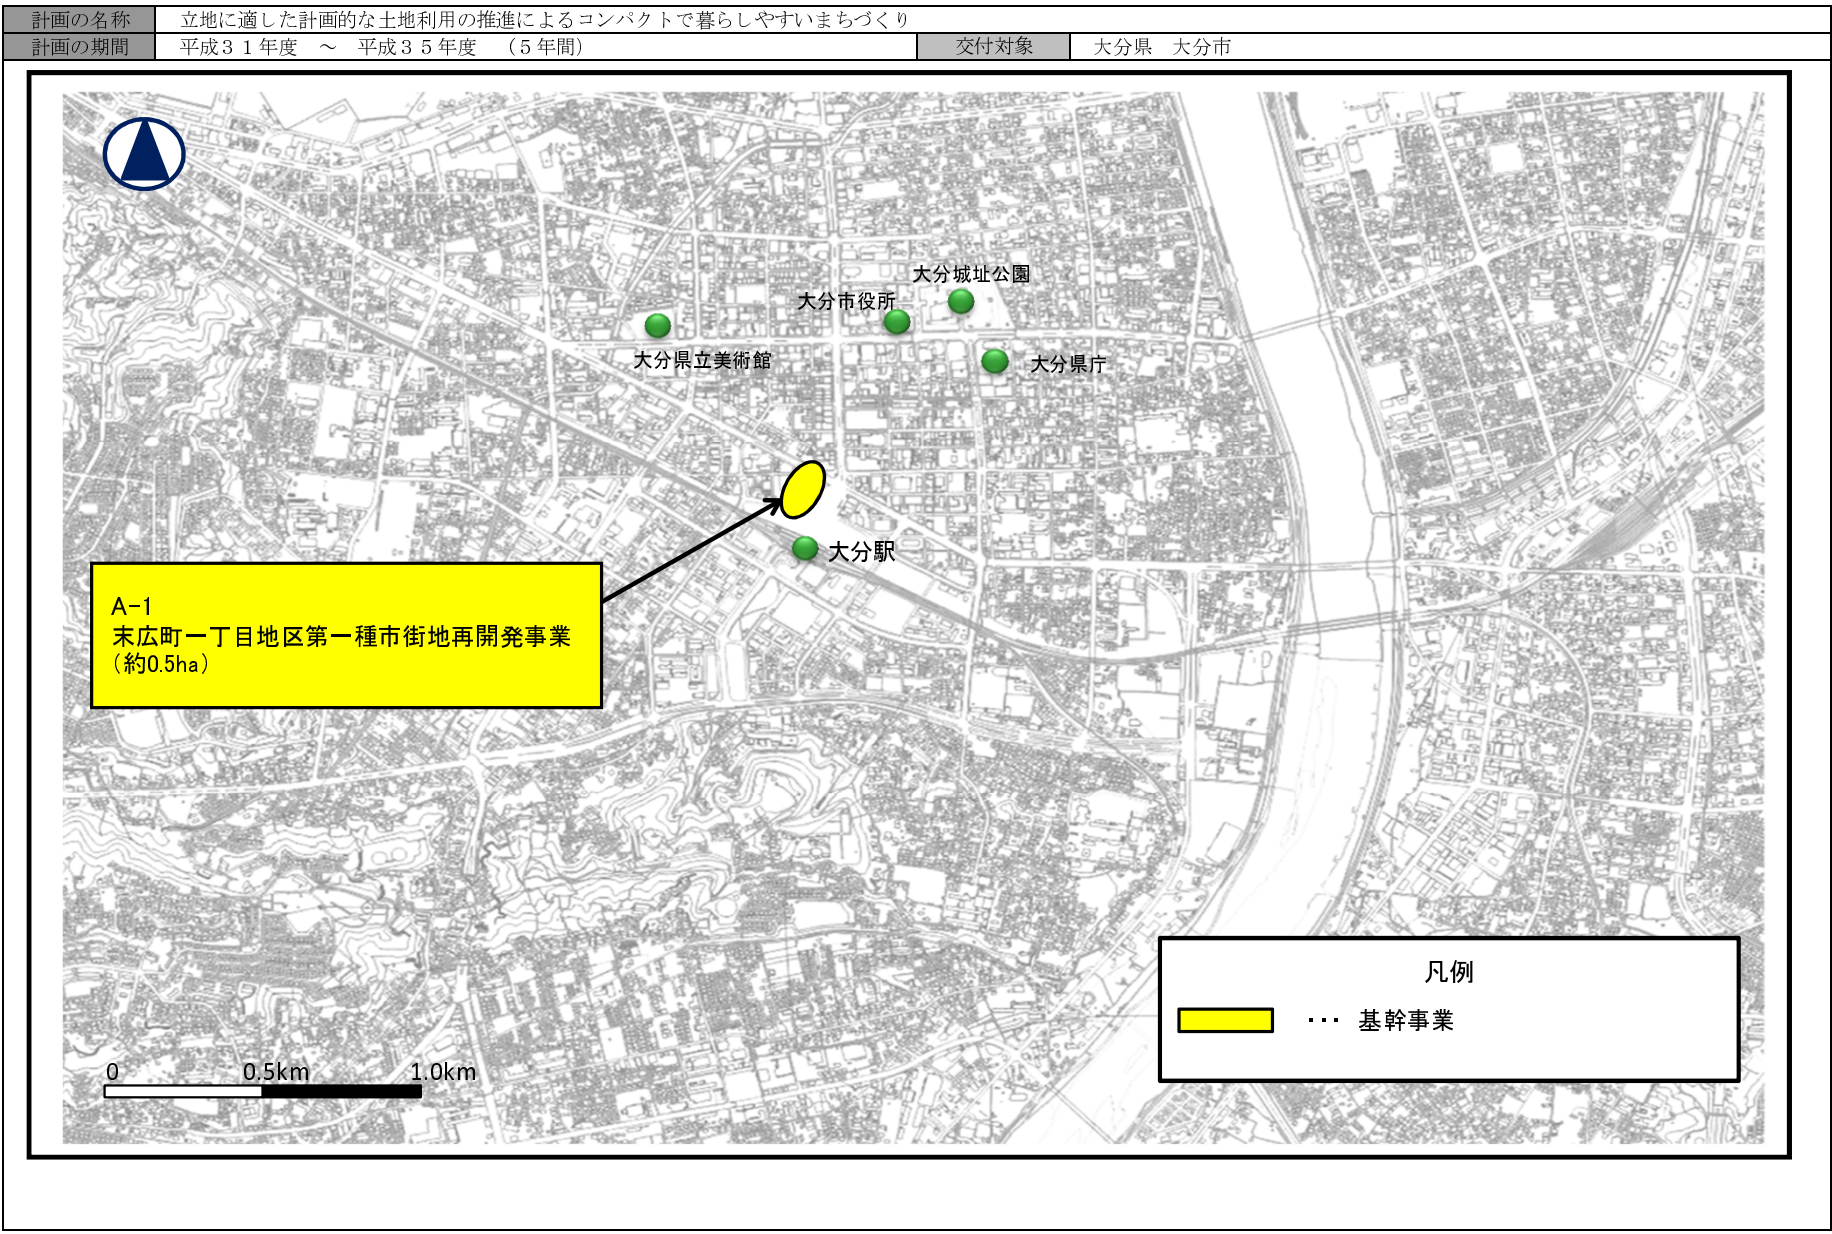 計画の名称 立地に適した計画的な土地利用の推進によるコンパクトで暮らしやすいまちづくり
計画の期間 平成３１年度 ～ 平成３５年度 （５年間） 交付対象 大分県 大分市
大分城址公園
大分市役所
大分県立美術館
大分県庁
大分駅
A-1
末広町一丁目地区第一種市街地再開発事業
（約0.5ha）
凡例
･･･ 基幹事業
0 0.5km 1.0km